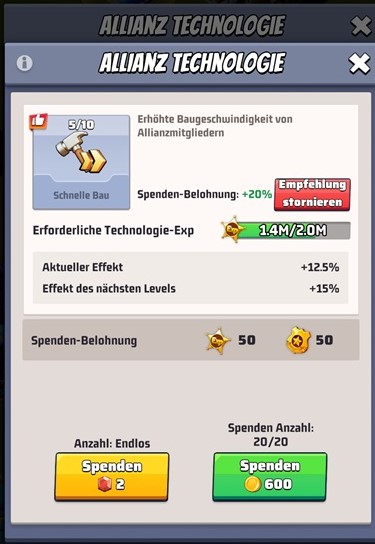 ALLIANZ TECHNOLOGIE
ALLIANZ TECHNOLOGIE
5/10
Schnelle Bau
Erhöhte Baugeschwindigkeit von
Allianzmitgliedern
Spenden-Belohnung: +20%
Empfehlung
stornieren
Erforderliche Technologie-Exp
1.4M/2.0M
Aktueller Effekt +12.5%
Effekt des nächsten Levels +15%
Spenden-Belohnung 50 50
Anzahl: Endlos
Spenden
2
Spenden Anzahl:
20/20
Spenden
600